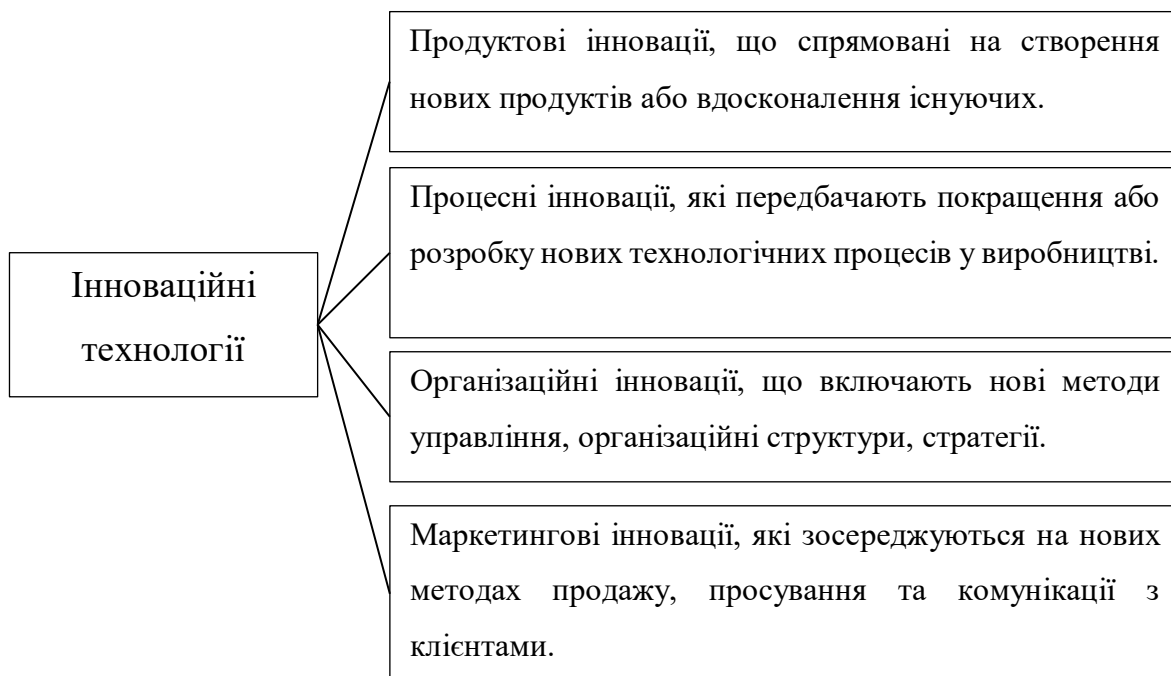 Продуктові інновації, що спрямовані на створення
нових продуктів або вдосконалення існуючих.
Процесні інновації, які передбачають покращення або
розробку нових технологічних процесів у виробництві.
Інноваційні
технології
Організаційні інновації, що включають нові методи
управління, організаційні структури, стратегії.
Маркетингові інновації, які зосереджуються на нових
методах продажу, просування та комунікації з
клієнтами.